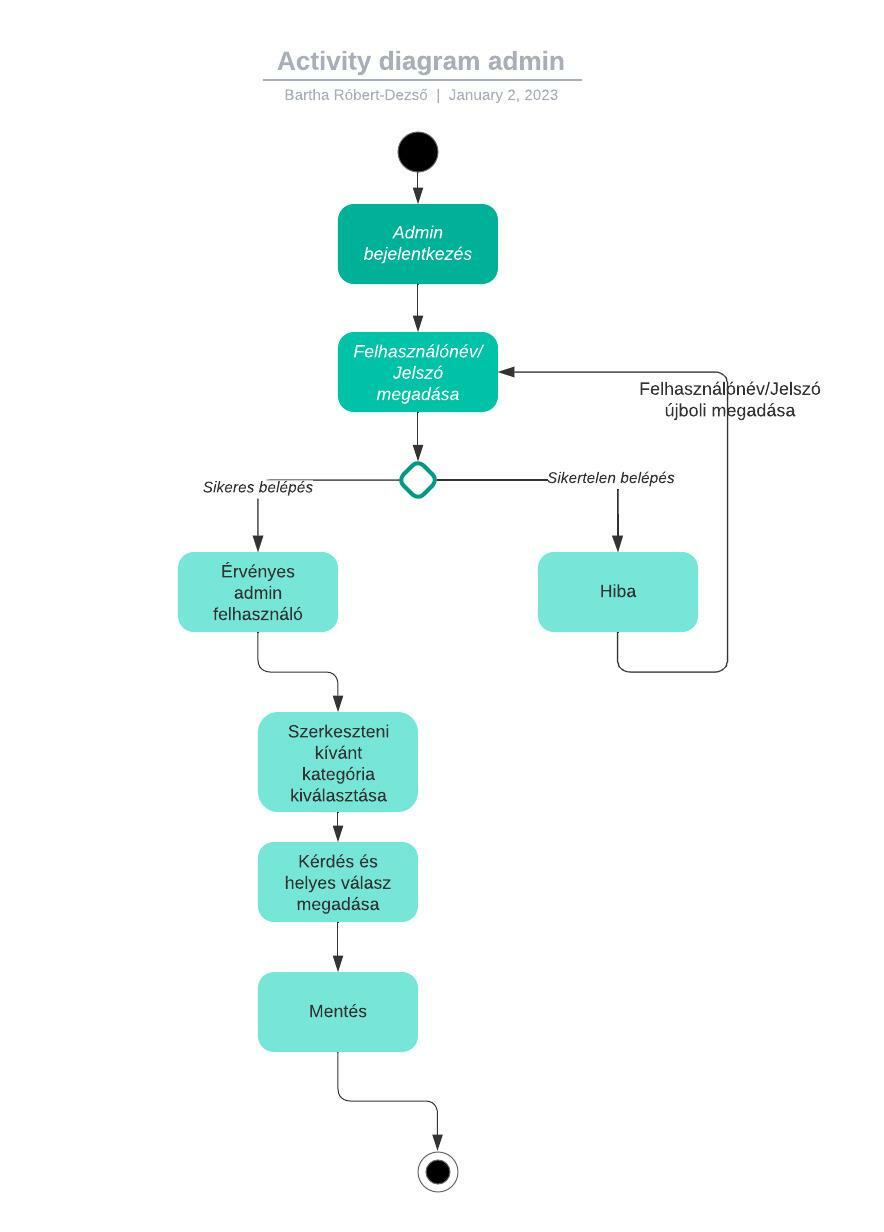 Activity diagram admin
Bartha Róbert-Dezső | January 2, 2023
Admin
bejelentkezés
Felhasználónév/
Jelszó
megadása
Felhasználónév/Jelszó
újboli megadása
Sikeres belépés
Sikertelen belépés
Érvényes
admin
felhasználó
Hiba
Szerkeszteni
kívánt
kategória
kiválasztása
Kérdés és
helyes válasz
megadása
Mentés